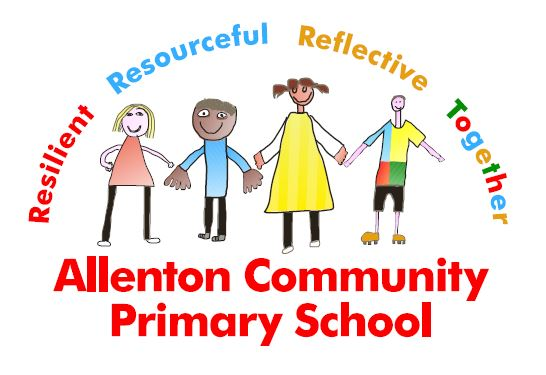 Resilient Resourceful Reflective Together
Allenton Community
Primary School